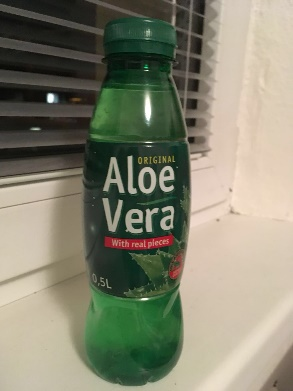 ORIGINAL
Aloe
Vera
With real pieces
0,5L